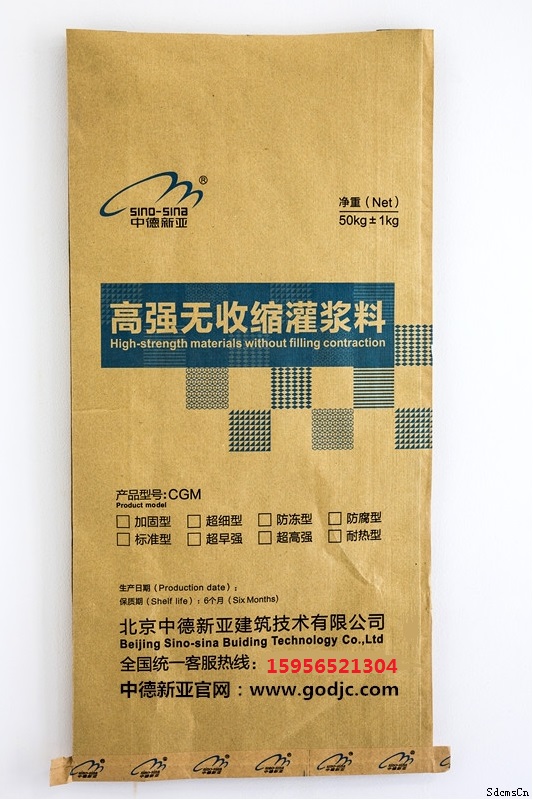 ®
sino-sina
中德新亚
净重（Net）
50kg±1kg
高强无收缩灌浆料
High-strength materials without filling contraction
产品型号:CGM
Product model
加固型 超细型 防冻型 防腐型
标准型 超早强 超高强 耐热型
生产日期（Production date）:
保质期（Shelf life）: 6个月（Six Months）
北京中德新亚建筑技术有限公司
Beijing Sino-sina Buiding Technology Co.,Ltd
全国统一客服热线: 15956521304
中德新亚官网: www.godjc.com
SdcmsCn